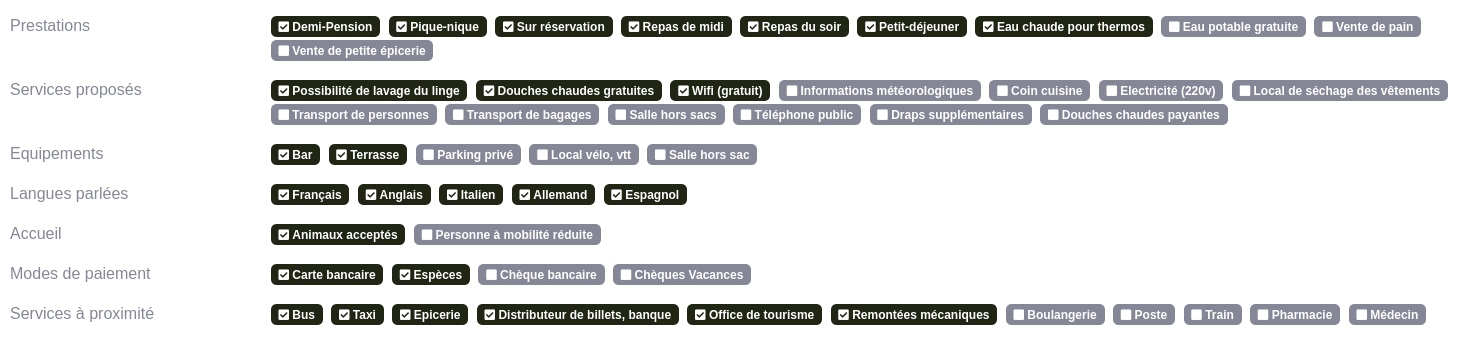 Prestations Demi-Pension Pique-nique Sur réservation Repas de midi Repas du soir Petit-déjeuner Eau chaude pour thermos Eau potable gratuite Vente de pain
Vente de petite épicerie
Services proposés Possibilité de lavage du linge Douches chaudes gratuites Wifi (gratuit) Informations météorologiques Coin cuisine Electricité (220v) Local de séchage des vêtements
Transport de personnes Transport de bagages Salle hors sacs Téléphone public Draps supplémentaires Douches chaudes payantes
Equipements Bar Terrasse Parking privé Local vélo, vtt Salle hors sac
Langues parlées Français Anglais Italien Allemand Espagnol
Accueil Animaux acceptés Personne à mobilité réduite
Modes de paiement Carte bancaire Espèces Chèque bancaire Chèques Vacances
Services à proximité Bus Taxi Epicerie Distributeur de billets, banque Office de tourisme Remontées mécaniques Boulangerie Poste Train Pharmacie Médecin